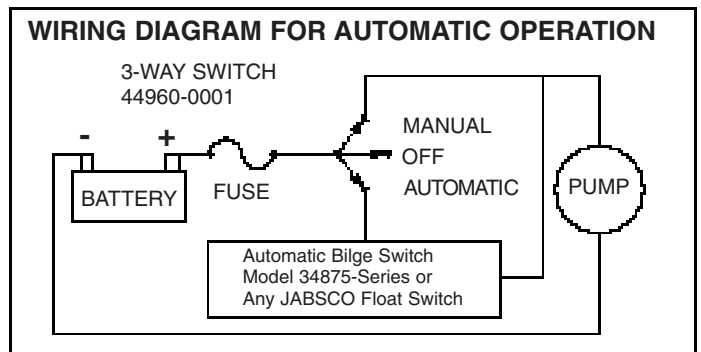 WIRING DIAGRAM FOR AUTOMATIC OPERATION
3-WAY SWITCH
44960-0001
- +
MANUAL
OFF
AUTOMATIC
BATTERY
FUSE
PUMP
Automatic Bilge Switch
Model 34875-Series or
Any JABSCO Float Switch